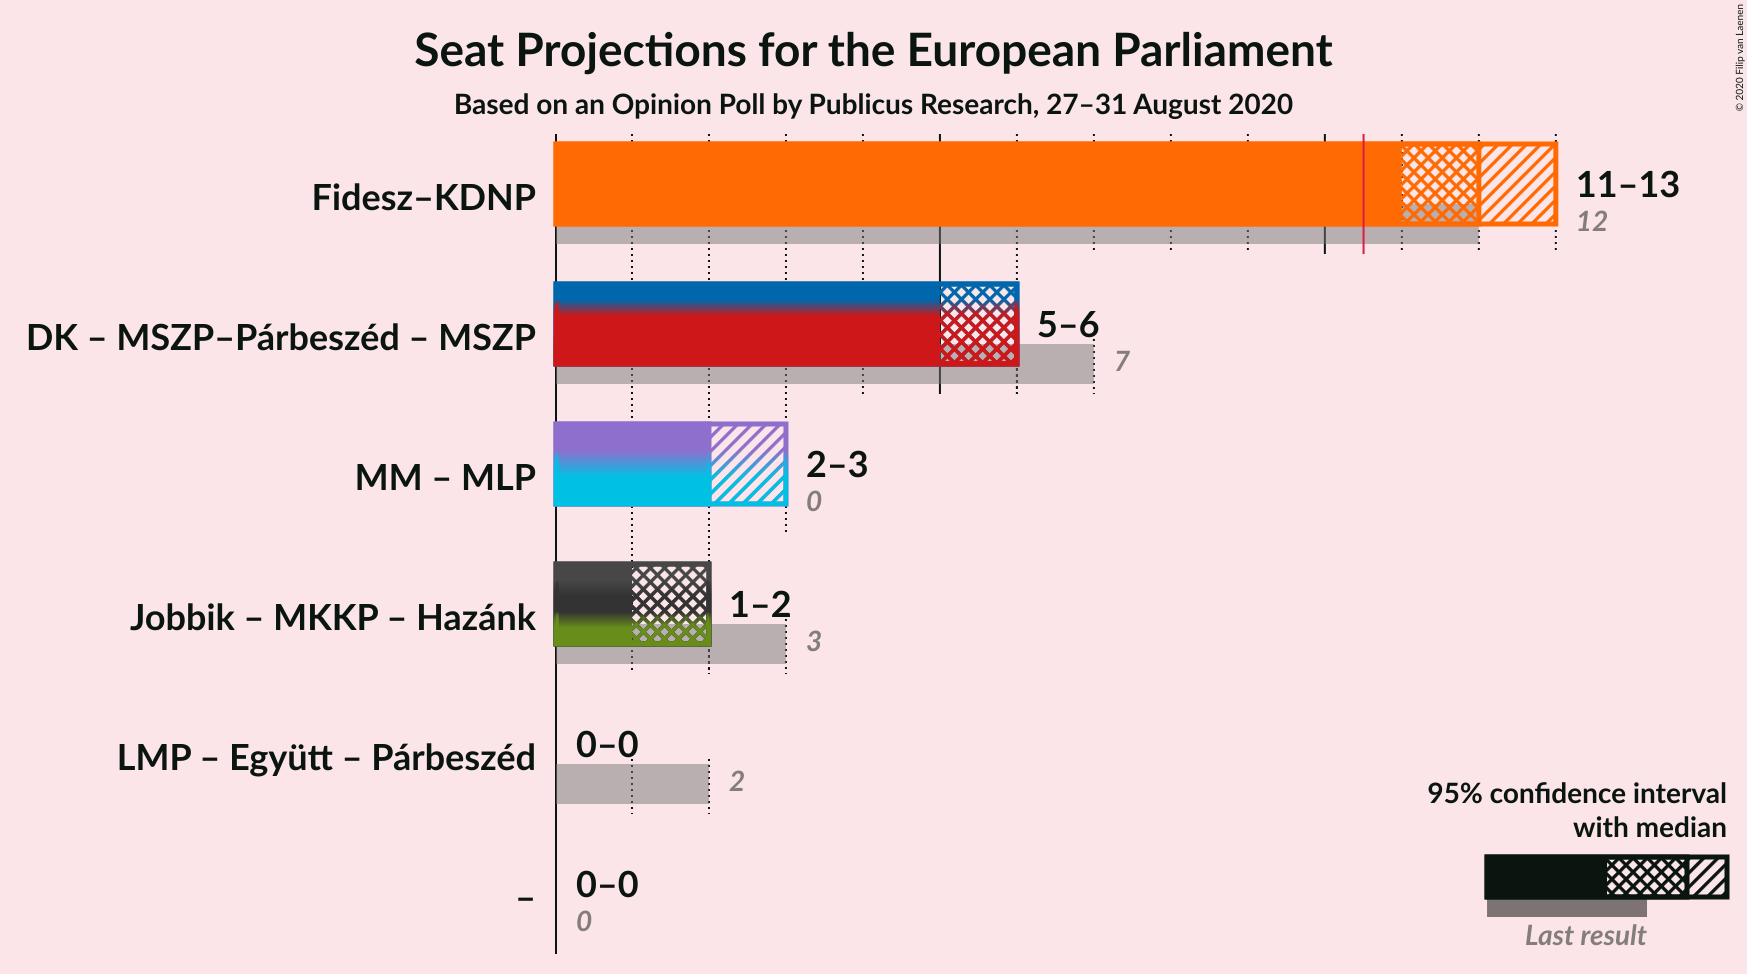 Seat Projections for the European Parliament
Based on an Opinion Poll by Publicus Research, 27–31 August 2020
© 2020 Filip van Laenen
Fidesz–KDNP
11–13
12
DK – MSZP–Párbeszéd – MSZP
5–6
7
MM – MLP
2–3
0
Jobbik – MKKP – Hazánk
1–2
3
LMP – Együtt – Párbeszéd
0–0
2
–
0–0
0
95% confidence interval
with median
Last result